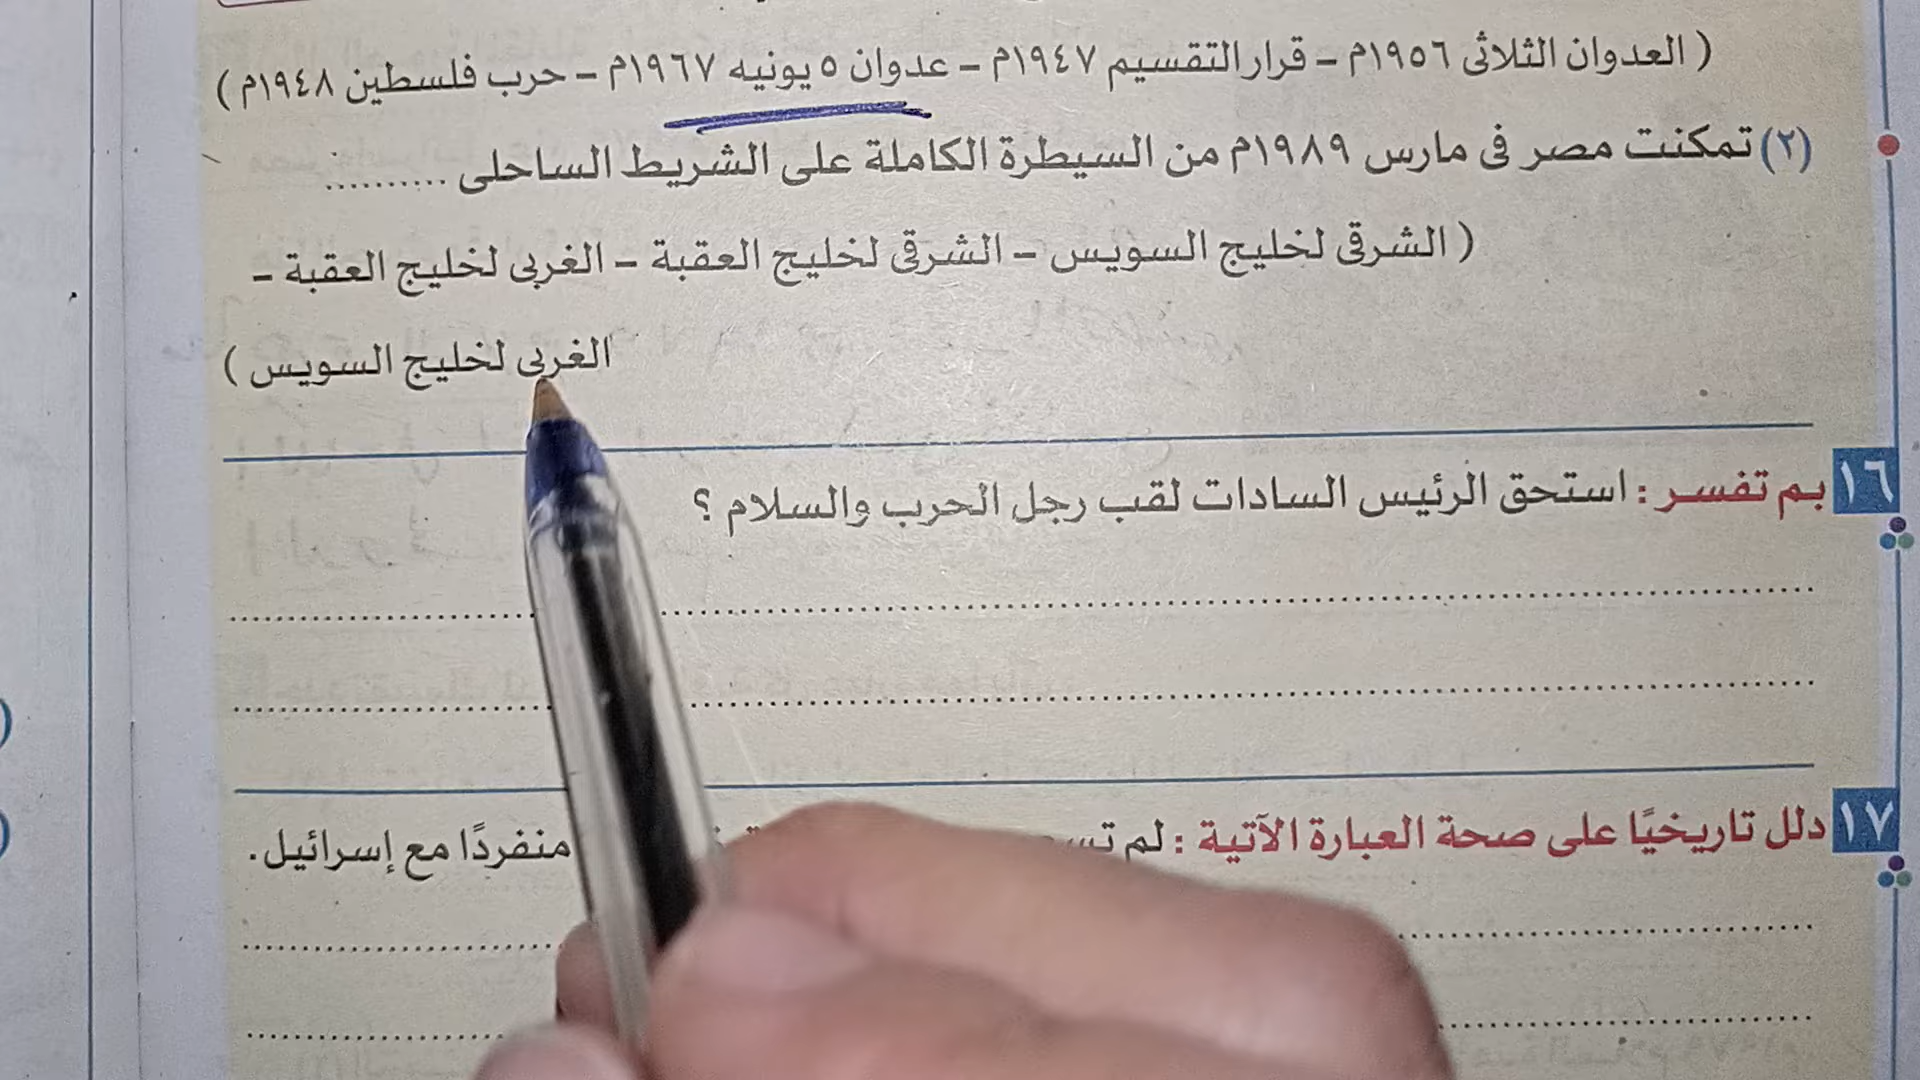 ( العدوان الثلاثى ١٩٥٦م – قرار التقسيم ١٩٤٧م – عدوان ٥ يونيه ١٩٦٧م – حرب فلسطين ١٩٤٨م )
(٢) تمكنت مصر فى مارس ١٩٨٩م من السيطرة الكاملة على الشريط الساحلى ..........
( الشرقى لخليج السويس – الشرقى لخليج العقبة – الغربى لخليج العقبة –
الغربى لخليج السويس )
١٦ بم تفسر : استحق الرئيس السادات لقب رجل الحرب والسلام ؟
١٧ دلل تاريخيًا على صحة العبارة الآتية : لم منفردًا مع إسرائيل.